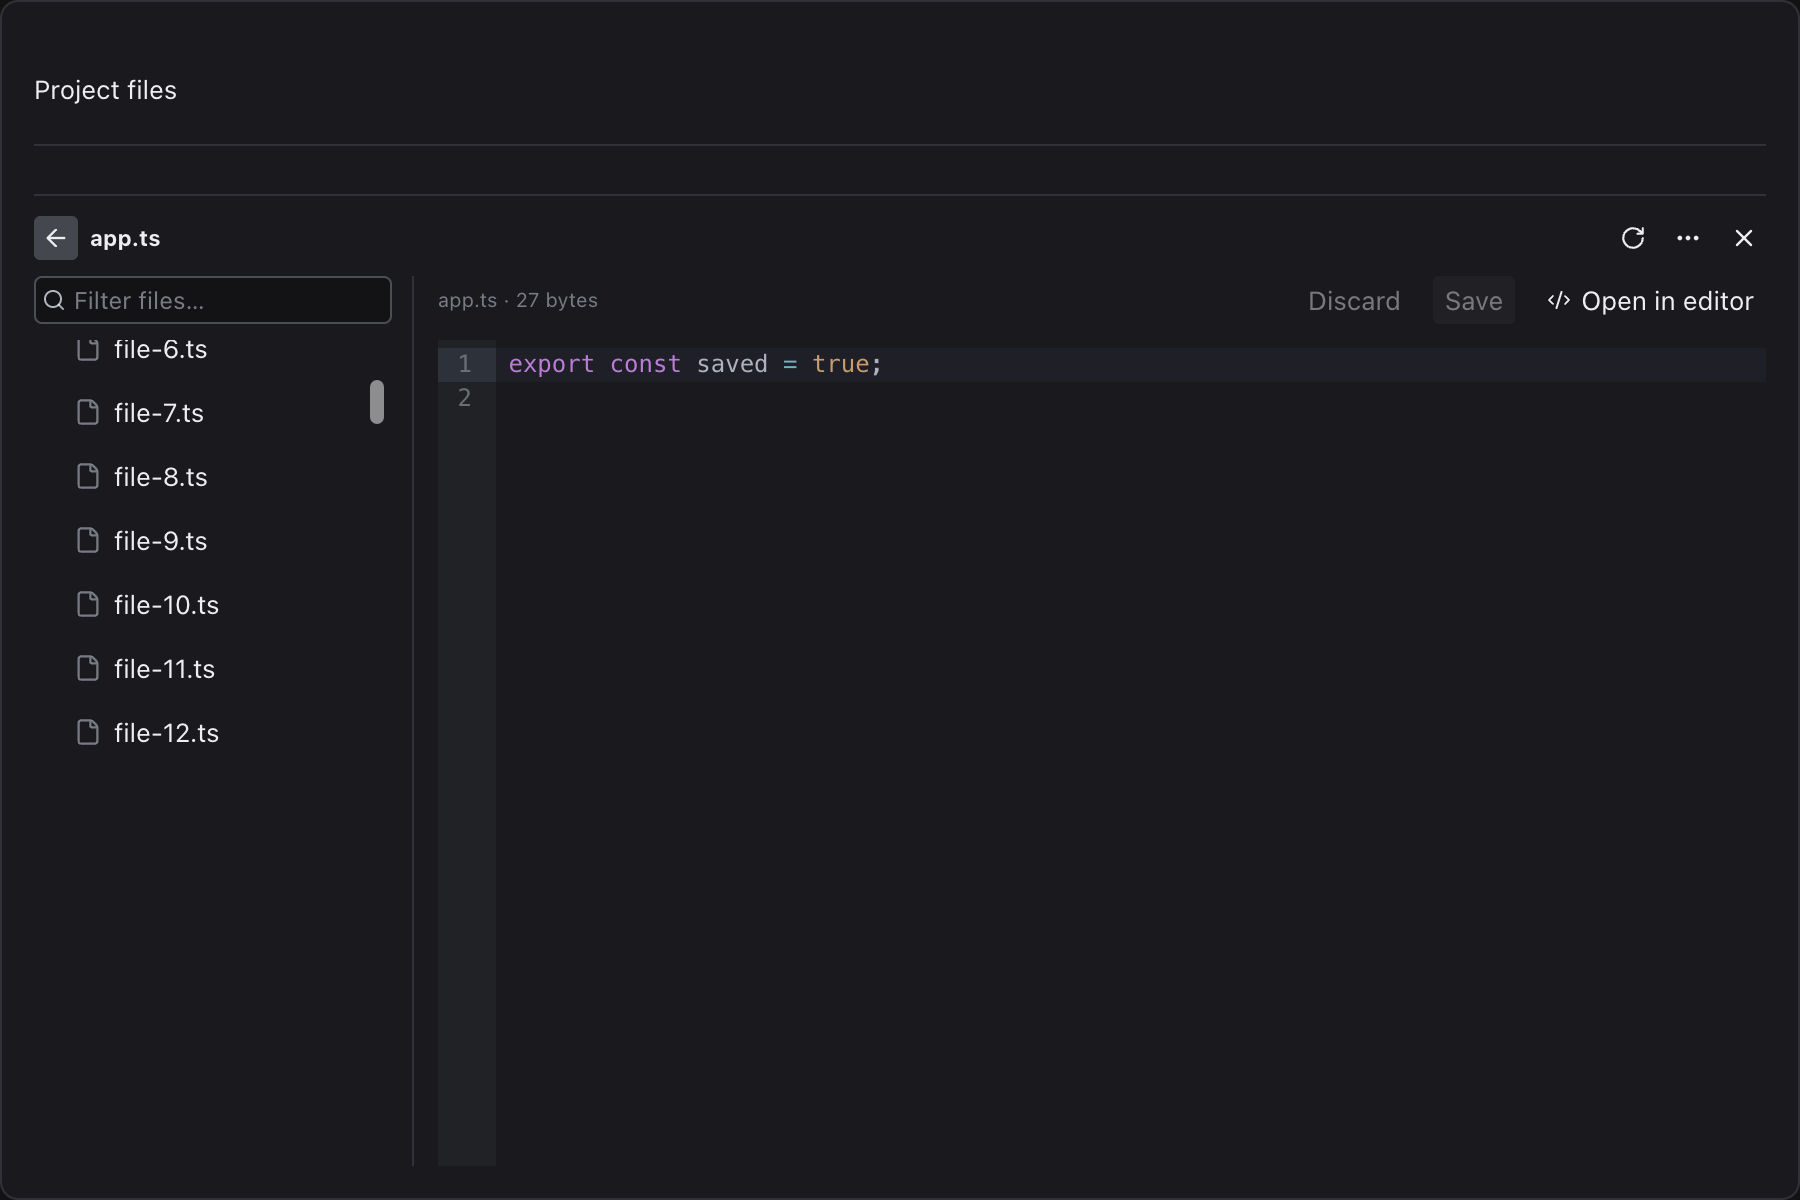 Project files
app.ts
Filter files...
app.ts · 27 bytes
Discard
Save
</> Open in editor
file-6.ts
file-7.ts
file-8.ts
file-9.ts
file-10.ts
file-11.ts
file-12.ts
1 export const saved = true;
2